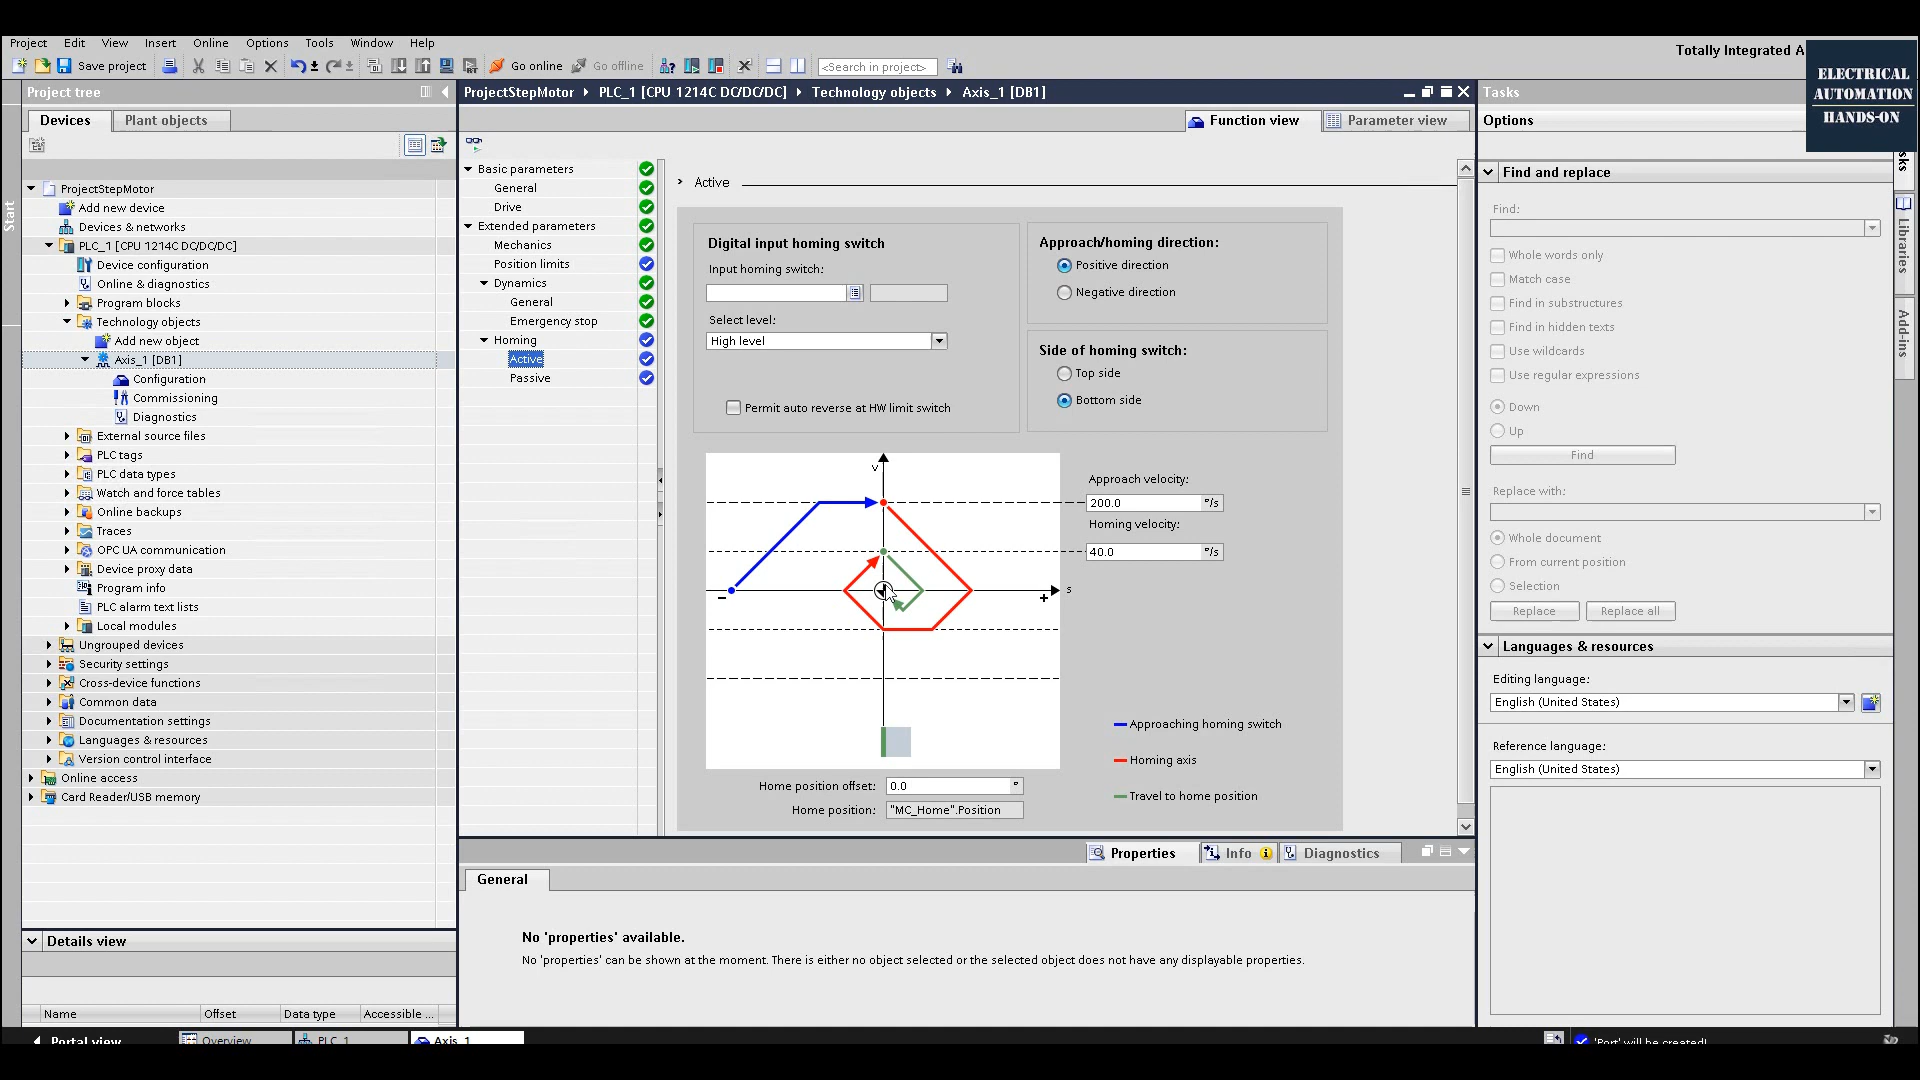 Project Edit View Insert Online Options Tools Window Help
Totally Integrated A
Save project
Go online
Go offline
<Search in project>
ELECTRICAL
AUTOMATION
HANDS-ON
Project tree
ProjectStepMotor PLC_1 [CPU 1214C DC/DC/DC] Technology objects Axis_1 [DB1]
Tasks
Devices
Plant objects
Function view
Parameter view
Options
Start
ProjectStepMotor
Add new device
Devices & networks
PLC_1 [CPU 1214C DC/DC/DC]
Device configuration
Online & diagnostics
Program blocks
Technology objects
Add new object
Axis_1 [DB1]
Configuration
Commissioning
Diagnostics
External source files
PLC tags
PLC data types
Watch and force tables
Online backups
Traces
OPC UA communication
Device proxy data
Program info
PLC alarm text lists
Local modules
Ungrouped devices
Security settings
Cross-device functions
Common data
Documentation settings
Languages & resources
Version control interface
Online access
Card Reader/USB memory
Details view
Name Offset Data type Accessible ...
Basic parameters
General
Drive
Extended parameters
Mechanics
Position limits
Dynamics
General
Emergency stop
Homing
Active
Passive
Active
Digital input homing switch
Input homing switch:
Select level:
High level
Permit auto reverse at HW limit switch
Approach/homing direction:
Positive direction
Negative direction
Side of homing switch:
Top side
Bottom side
v
s
−
+
Approach velocity:
200.0 °/s
Homing velocity:
40.0 °/s
Approaching homing switch
Homing axis
Travel to home position
Home position offset: 0.0 °
Home position: "MC_Home".Position
Properties
Info
Diagnostics
General
No 'properties' available.
No 'properties' can be shown at the moment. There is either no object selected or the selected object does not have any displayable properties.
Find and replace
Find:
Whole words only
Match case
Find in substructures
Find in hidden texts
Use wildcards
Use regular expressions
Down
Up
Find
Replace with:
Whole document
From current position
Selection
Replace
Replace all
Languages & resources
Editing language:
English (United States)
Reference language:
English (United States)
Libraries
Add-ins
Portal view
Overview
PLC_1
Axis_1
'Port' will be created!